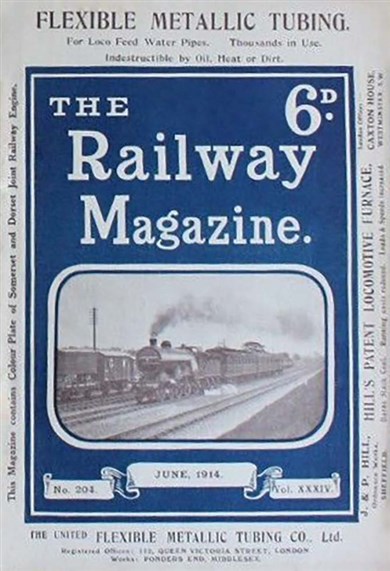 FLEXIBLE METALLIC TUBING.
For Loco Feed Water Pipes. Thousands in Use.
Indestructible by Oil, Heat or Dirt.
THE
6D.
Railway
Magazine.
JUNE, 1914.
No. 204.
Vol. XXXIV.
THE UNITED FLEXIBLE METALLIC TUBING CO., Ltd.
Registered Offices: 112, QUEEN VICTORIA STREET, LONDON
Works: PONDERS END, MIDDLESEX.
This Magazine contains Colour Plate of Somerset and Dorset Joint Railway Engine.
J. & P. HILL, HILL'S PATENT LOCOMOTIVE FURNACE.
SHEFFIELD.
London Offices:
CAXTON HOUSE,
WESTMINSTER, S.W.